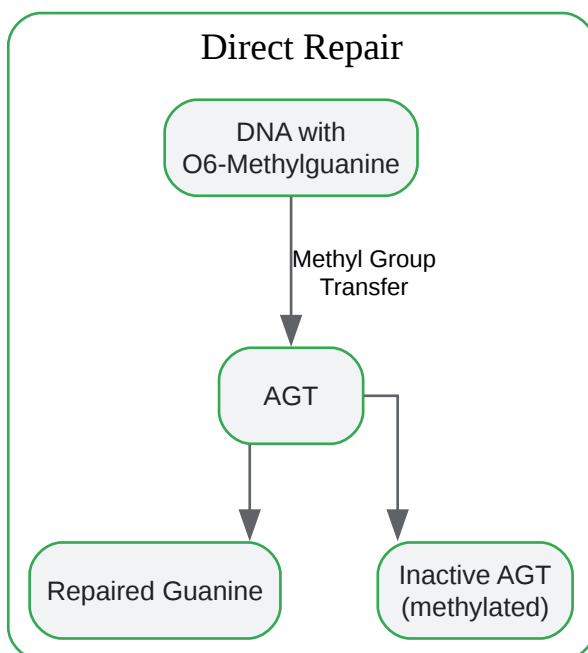 Direct Repair
DNA with
O6-Methylguanine
Methyl Group
Transfer
AGT
Repaired Guanine
Inactive AGT
(methylated)